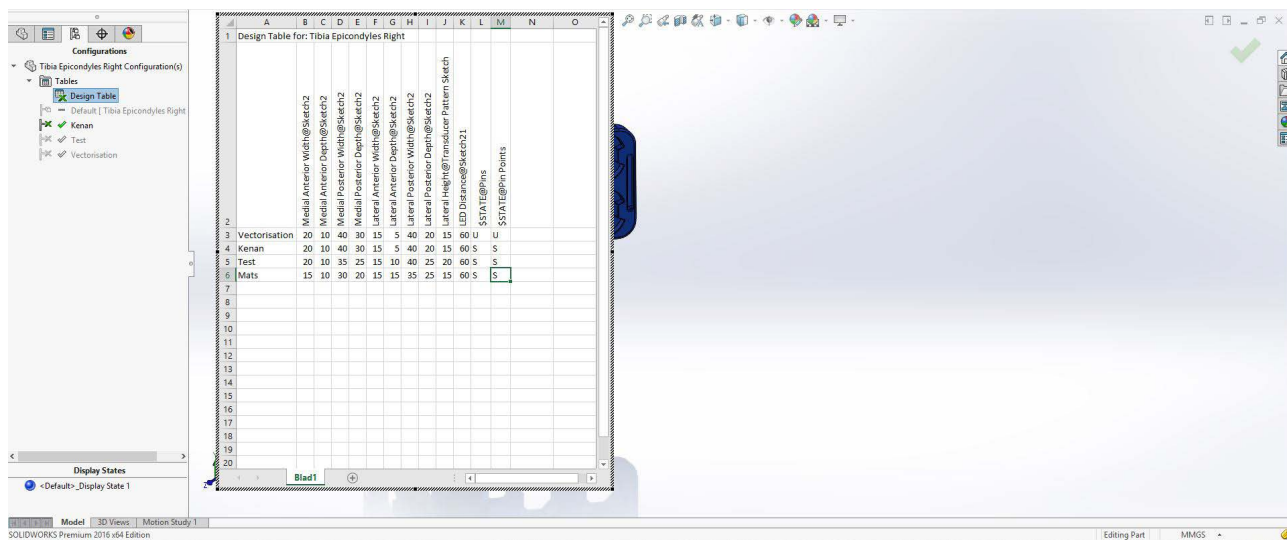 Configurations
Tibia Epicondyles Right Configuration(s)
Tables
Design Table
Default [ Tibia Epicondyles Right
Kenan
Test
Vectorisation
Display States
<Default>_Display State 1
A B C D E F G H I J K L M N O
1 Design Table for: Tibia Epicondyles Right
2
Medial Anterior Width@Sketch2
Medial Anterior Depth@Sketch2
Medial Posterior Width@Sketch2
Medial Posterior Depth@Sketch2
Lateral Anterior Width@Sketch2
Lateral Anterior Depth@Sketch2
Lateral Posterior Width@Sketch2
Lateral Posterior Depth@Sketch2
Lateral Height@Transducer Pattern Sketch
LED Distance@Sketch21
$STATE@Pins
$STATE@Pin Points
3 Vectorisation 20 10 40 30 15 5 40 20 15 60 U U
4 Kenan 20 10 40 30 15 5 40 20 15 60 S S
5 Test 20 10 35 25 15 10 40 25 20 60 S S
6 Mats 15 10 30 20 15 15 35 25 15 60 S S
7
8
9
10
11
12
13
14
15
16
17
18
19
20
Blad1
Model 3D Views Motion Study 1
SOLIDWORKS Premium 2016 x64 Edition
Editing Part MMGS